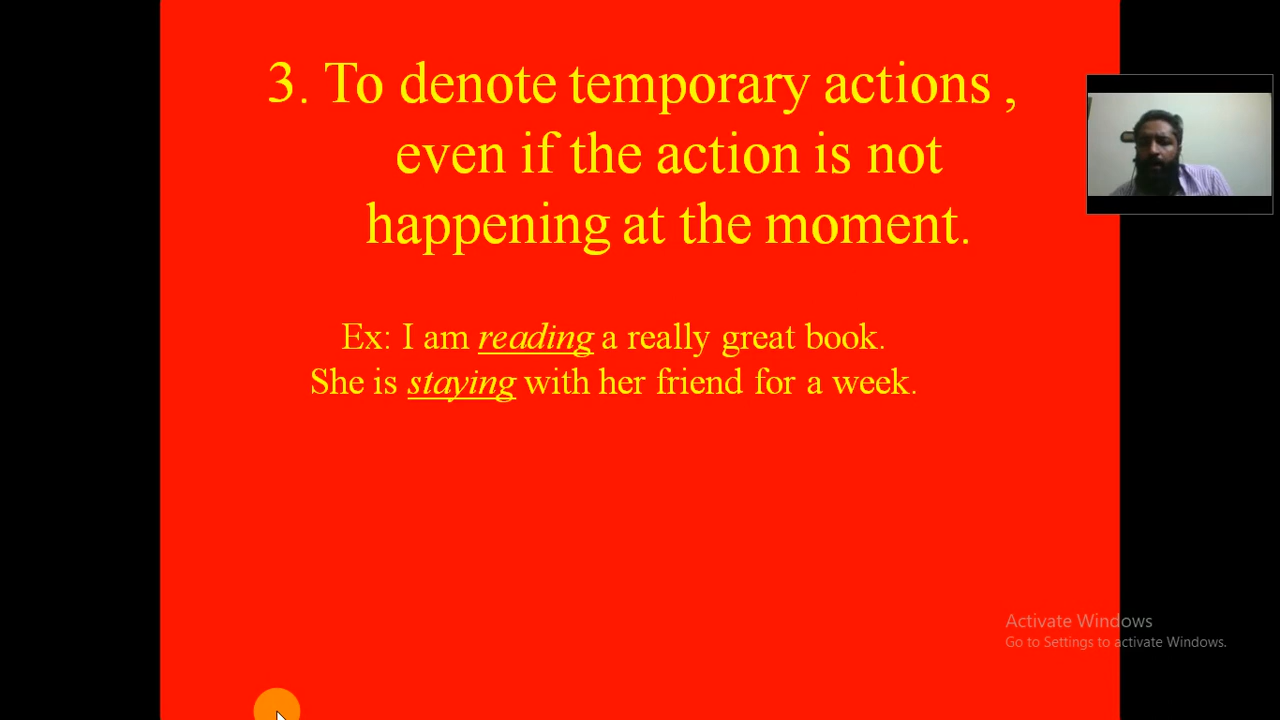 3. To denote temporary actions ,
even if the action is not
happening at the moment.
Ex: I am reading a really great book.
She is staying with her friend for a week.
Activate Windows
Go to Settings to activate Windows.